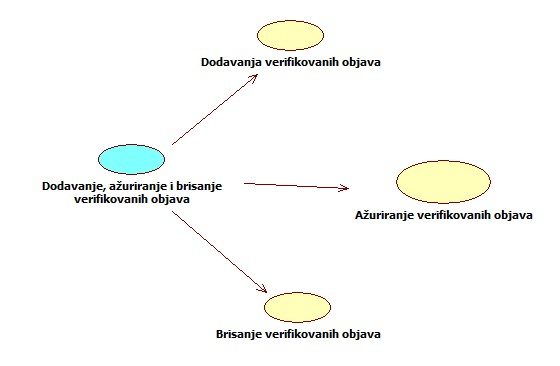 Dodavanja verifikovanih objava
Dodavanje, ažuriranje i brisanje
verifikovanih objava
Ažuriranje verifikovanih objava
Brisanje verifikovanih objava